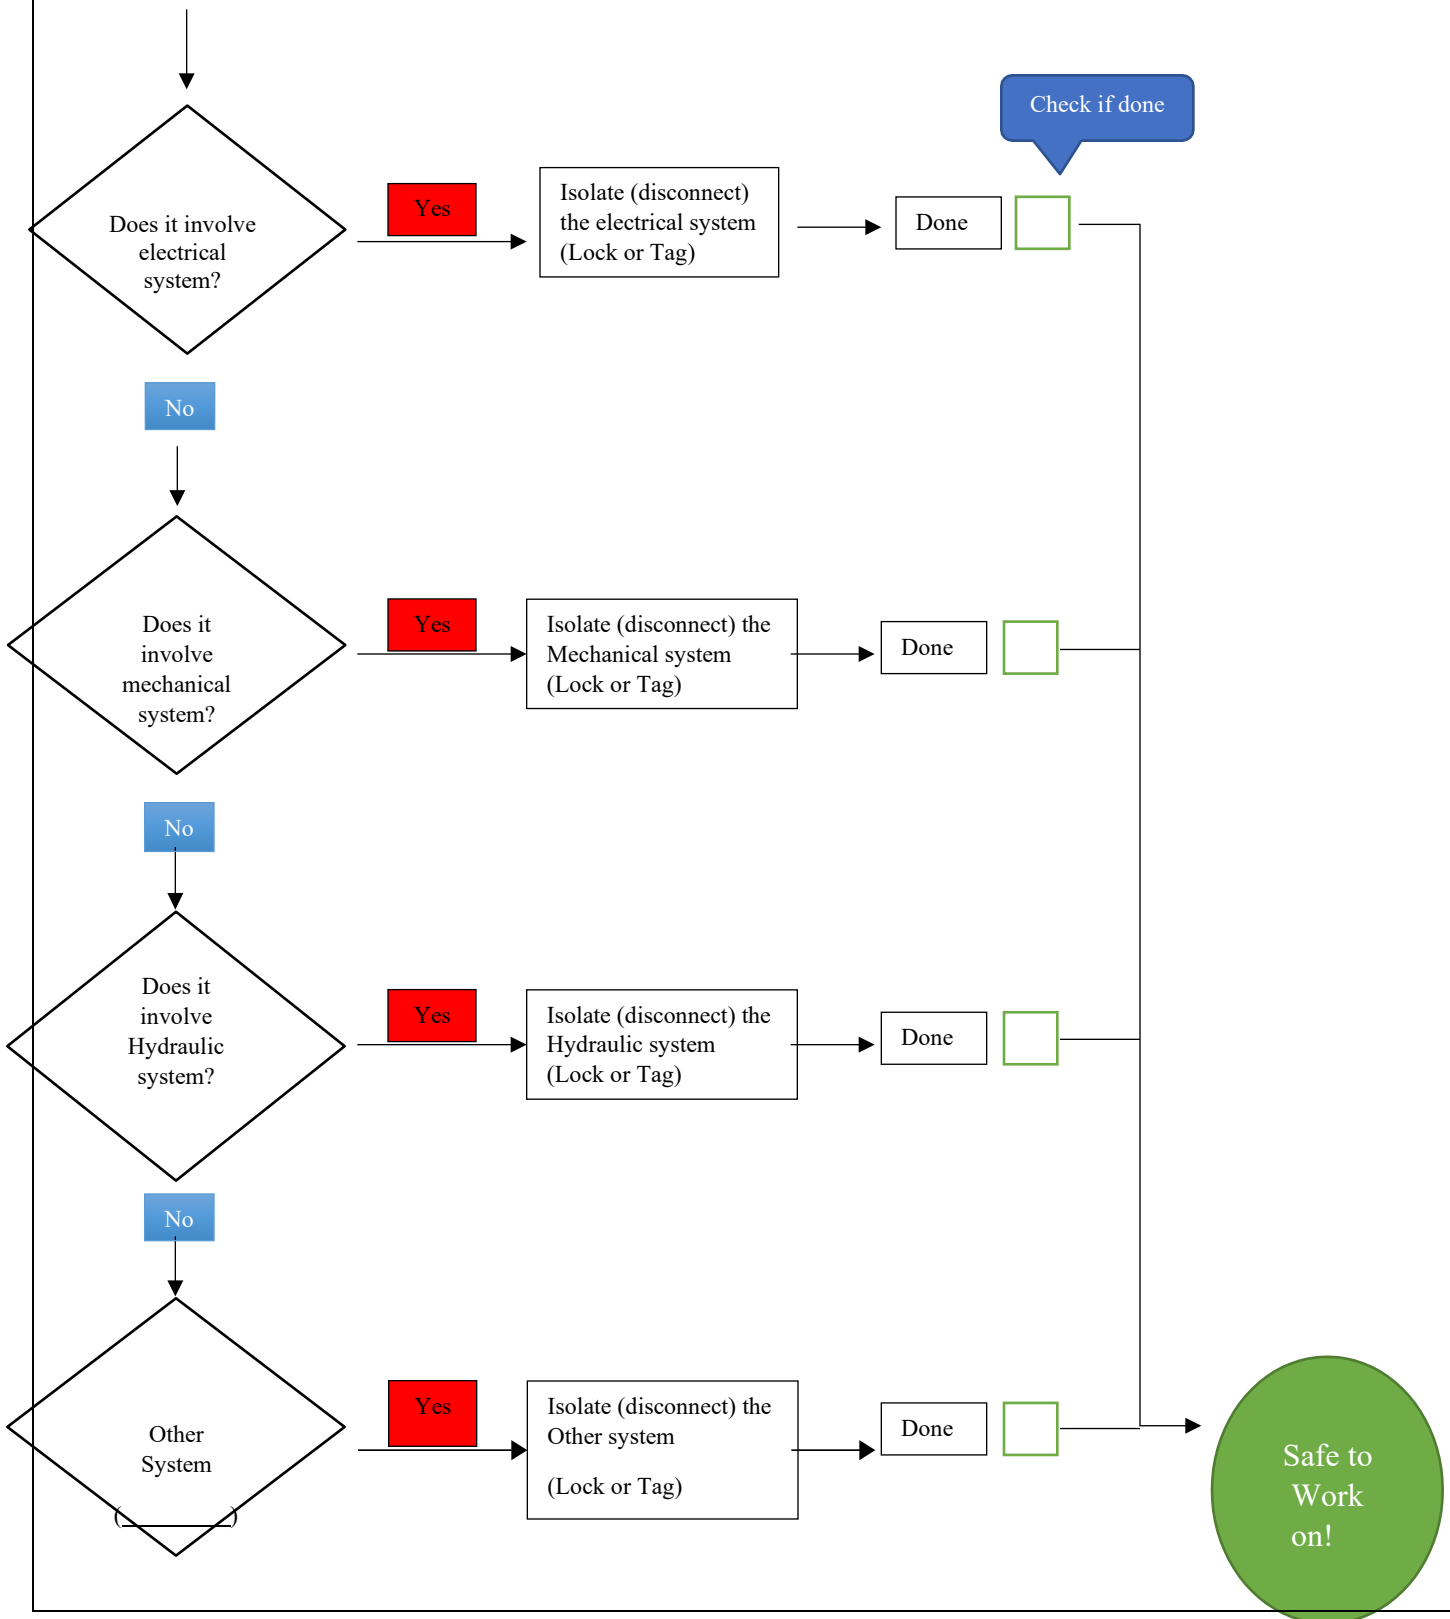 Check if done
Does it involve
electrical
system?
Yes
Isolate (disconnect)
the electrical system
(Lock or Tag)
Done
No
Does it
involve
mechanical
system?
Yes
Isolate (disconnect) the
Mechanical system
(Lock or Tag)
Done
No
Does it
involve
Hydraulic
system?
Yes
Isolate (disconnect) the
Hydraulic system
(Lock or Tag)
Done
No
Other
System
(_________)
Yes
Isolate (disconnect) the
Other system
(Lock or Tag)
Done
Safe to
Work
on!